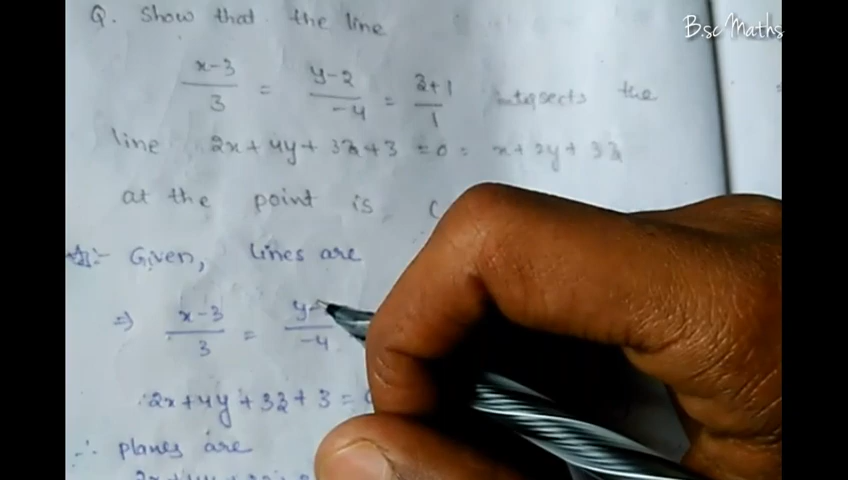 B.sc Maths
Q. Show that the line
x-3/3 = y-2/-4 = z+1/1 intersects the
line 2x+4y+3z+3 =0= x+2y+3z
at the point is (
Given, lines are
⇒ x-3/3 = y-/-4
2x+4y+3z+3 =
∴ planes are